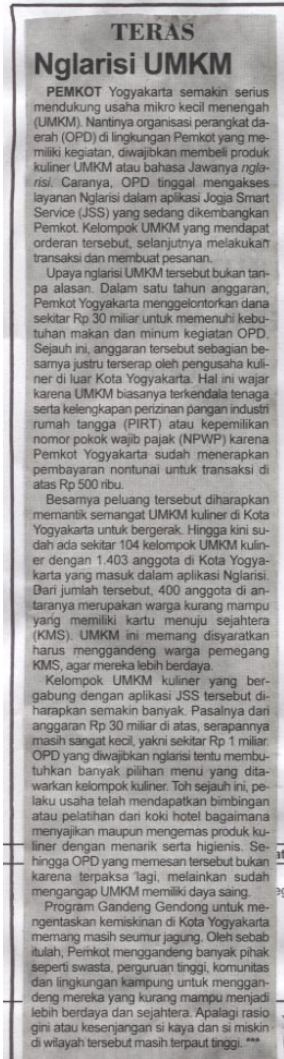 TERAS
Nglarisi UMKM
PEMKOT Yogyakarta semakin serius
mendukung usaha mikro kecil menengah
(UMKM). Nantinya organisasi perangkat da-
erah (OPD) di lingkungan Pemkot yang me-
miliki kegiatan, diwajibkan membeli produk
kuliner UMKM atau bahasa Jawanya ngla-
risi. Caranya, OPD tinggal mengakses
layanan Nglarisi dalam aplikasi Jogja Smart
Service (JSS) yang sedang dikembangkan
Pemkot. Kelompok UMKM yang mendapat
orderan tersebut, selanjutnya melakukan
transaksi dan membuat pesanan.
Upaya nglarisi UMKM tersebut bukan tan-
pa alasan. Dalam satu tahun anggaran,
Pemkot Yogyakarta menggelontorkan dana
sekitar Rp 30 miliar untuk memenuhi kebu-
tuhan makan dan minum kegiatan OPD.
Sejauh ini, anggaran tersebut sebagian be-
sarnya justru terserap oleh pengusaha kuli-
ner di luar Kota Yogyakarta. Hal ini wajar
karena UMKM biasanya terkendala tenaga
serta kelengkapan perizinan pangan industri
rumah tangga (PIRT) atau kepemilikan
nomor pokok wajib pajak (NPWP) karena
Pemkot Yogyakarta sudah menerapkan
pembayaran nontunai untuk transaksi di
atas Rp 500 ribu.
Besarnya peluang tersebut diharapkan
memantik semangat UMKM kuliner di Kota
Yogyakarta untuk bergerak. Hingga kini su-
dah ada sekitar 104 kelompok UMKM kulin-
er dengan 1.403 anggota di Kota Yogya-
karta yang masuk dalam aplikasi Nglarisi.
Dari jumlah tersebut, 400 anggota di an-
taranya merupakan warga kurang mampu
yang memiliki kartu menuju sejahtera
(KMS). UMKM ini memang disyaratkan
harus menggandeng warga pemegang
KMS, agar mereka lebih berdaya.
Kelompok UMKM kuliner yang ber-
gabung dengan aplikasi JSS tersebut di-
harapkan semakin banyak. Pasalnya dari
anggaran Rp 30 miliar di atas, serapannya
masih sangat kecil, yakni sekitar Rp 1 miliar.
OPD yang diwajibkan nglarisi tentu membu-
tuhkan banyak pilihan menu yang dita-
warkan kelompok kuliner. Toh sejauh ini, pe-
laku usaha telah mendapatkan bimbingan
atau pelatihan dari koki hotel bagaimana
menyajikan maupun mengemas produk ku-
liner dengan menarik serta higienis. Se-
hingga OPD yang memesan tersebut bukan
karena terpaksa lagi, melainkan sudah
mengangap UMKM memiliki daya saing.
Program Gandeng Gendong untuk me-
ngentaskan kemiskinan di Kota Yogyakarta
memang masih seumur jagung. Oleh sebab
itulah, Pemkot menggandeng banyak pihak
seperti swasta, perguruan tinggi, komunitas
dan lingkungan kampung untuk menggan-
deng mereka yang kurang mampu menjadi
lebih berdaya dan sejahtera. Apalagi rasio
gini atau kesenjangan si kaya dan si miskin
di wilayah tersebut masih terpaut tinggi. ***